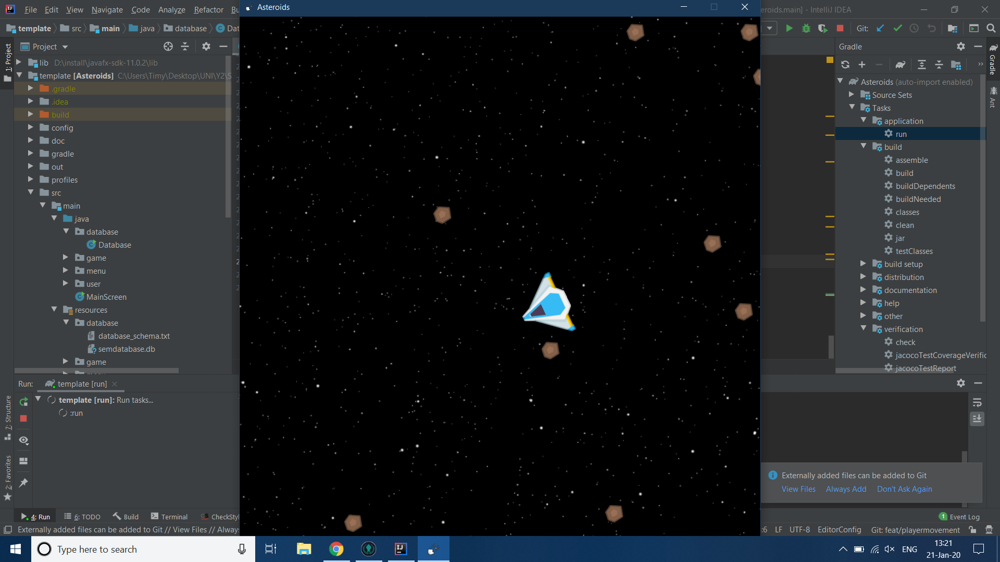 File Edit View Navigate Code Analyze Refactor Bu
Asteroids
eroids.main] - IntelliJ IDEA
template src main java database Dat
Git:
Project
Gradle
1: Project
lib D:\install\javafx-sdk-11.0.2\lib
template [Asteroids] C:\Users\Timy\Desktop\UNI\Y2\S
.gradle
.idea
build
config
doc
gradle
out
profiles
src
main
java
database
Database
game
menu
user
MainScreen
resources
database
database_schema.txt
semdatabase.db
game
Asteroids (auto-import enabled)
Source Sets
Tasks
application
run
build
assemble
build
buildDependents
buildNeeded
classes
clean
jar
testClasses
build setup
distribution
documentation
help
other
verification
check
jacocoTestCoverageVerific
jacocoTestReport
Gradle
Ant
Run: template [run]
template [run]: Run tasks...
:run
7: Structure
2: Favorites
Externally added files can be added to Git
View Files Always Add Don't Ask Again
4: Run 6: TODO Build Terminal CheckStyl
1 Event Log
Externally added files can be added to Git // View Files // Alway
:6 LF UTF-8 EditorConfig Git: feat/playermovement
Type here to search
ENG
13:21
21-Jan-20